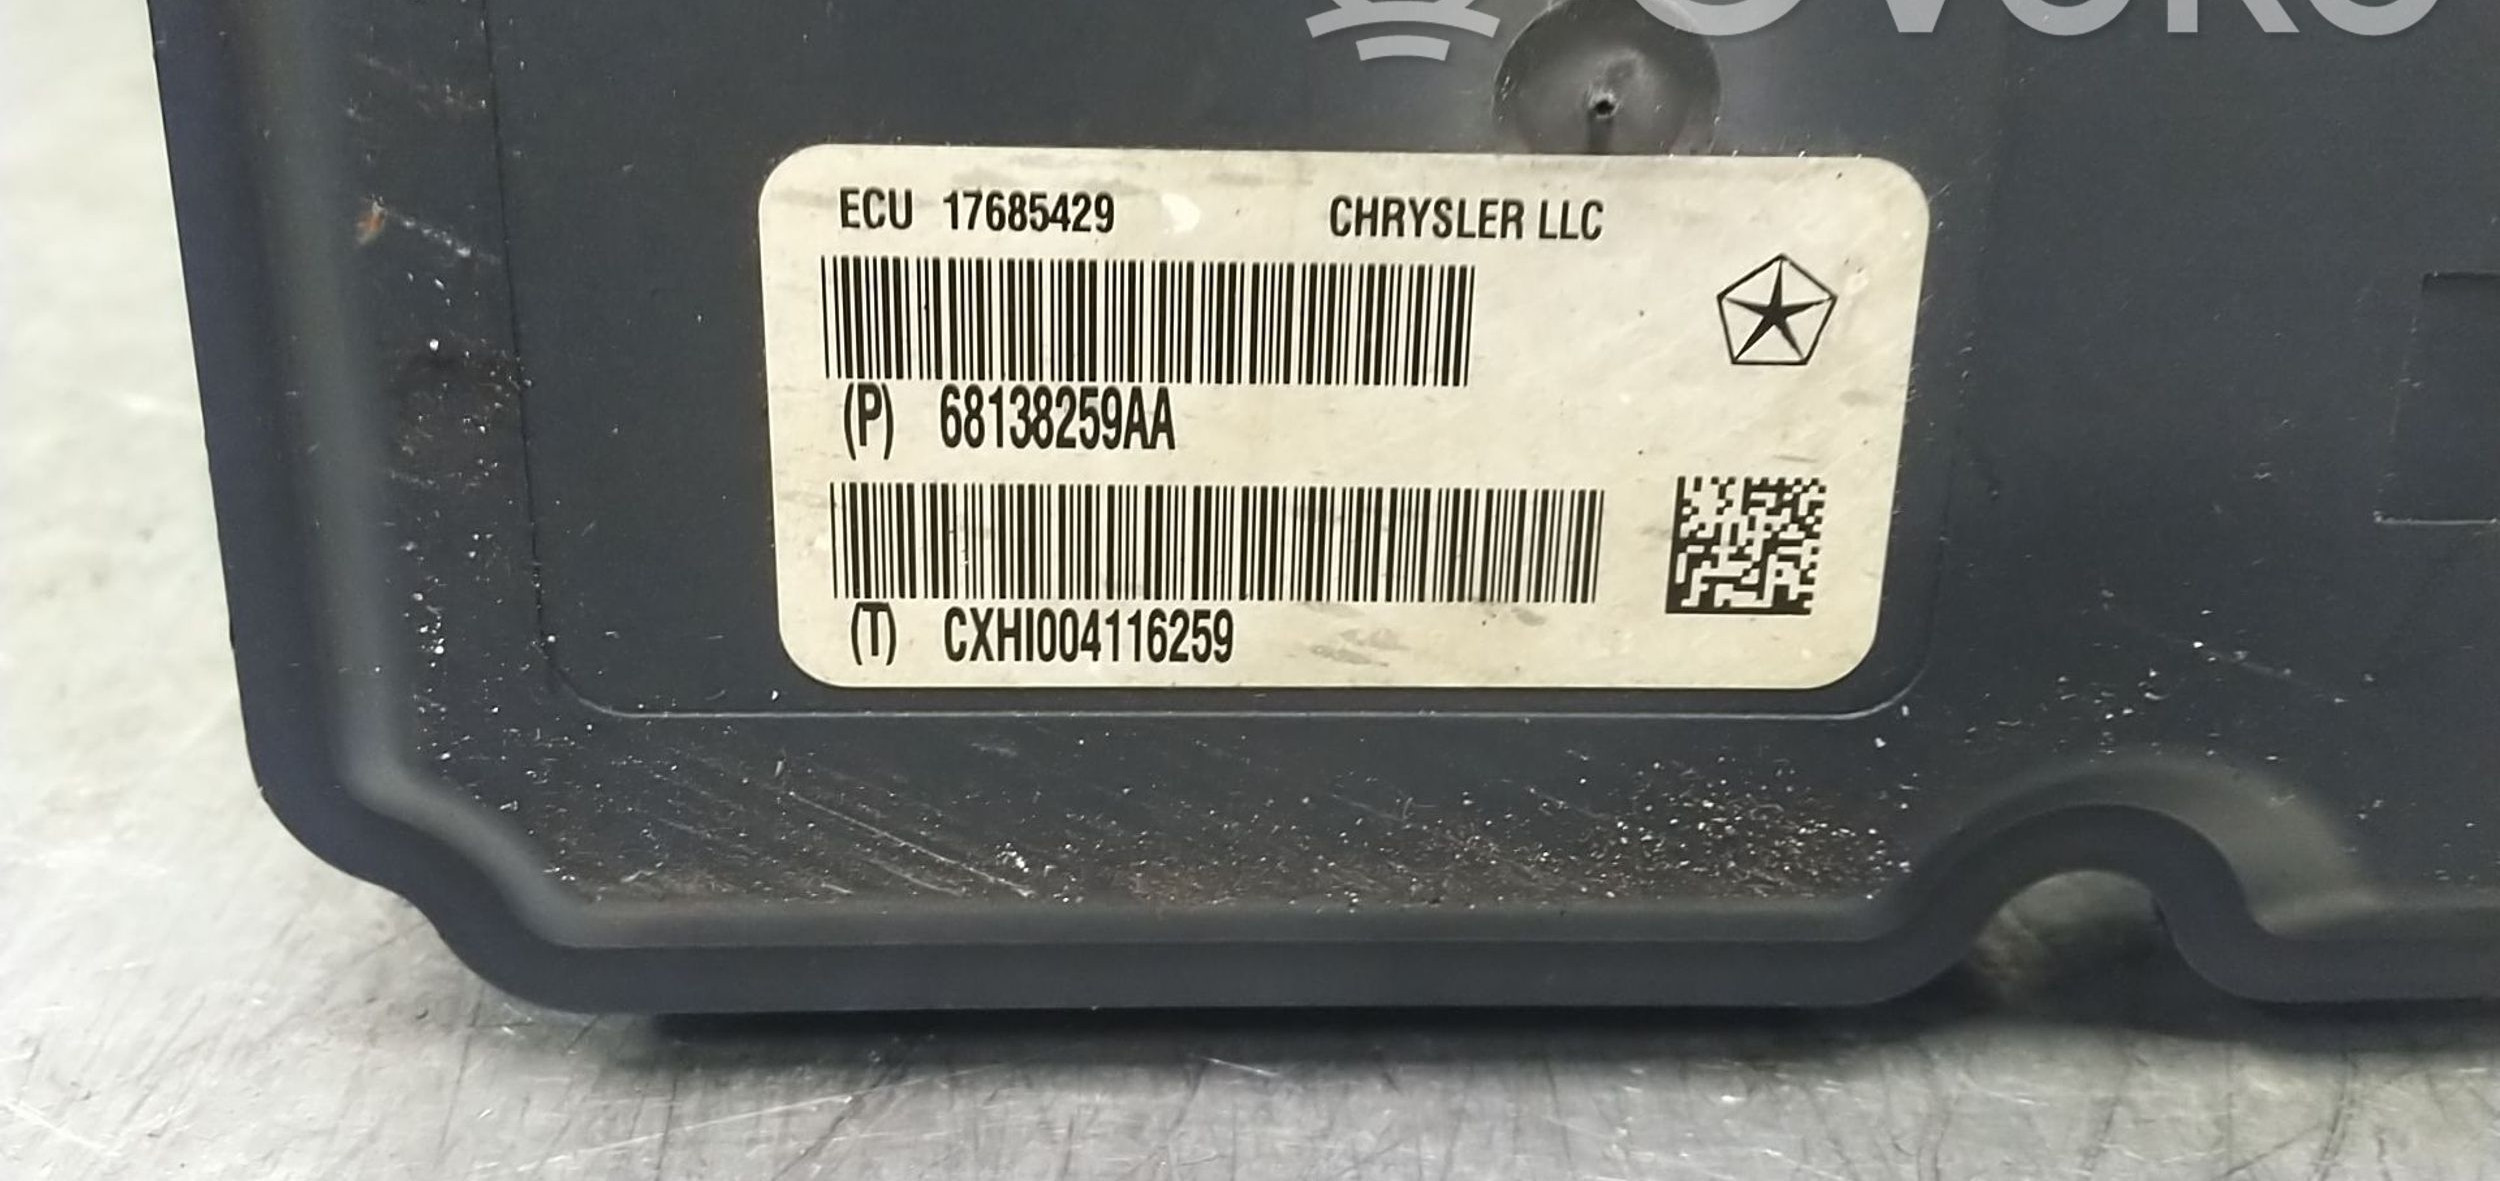 ECU 17685429 CHRYSLER LLC
(P) 68138259AA
(T) CXHI004116259